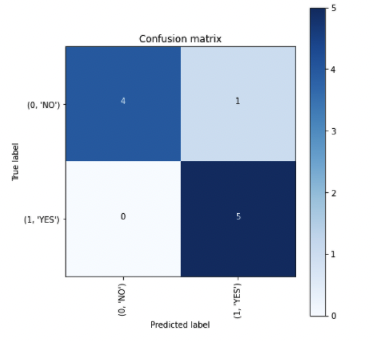 Confusion matrix
5
4
3
2
1
0
(0, 'NO')
4
1
(1, 'YES')
0
5
True label
(0, 'NO')
(1, 'YES')
Predicted label